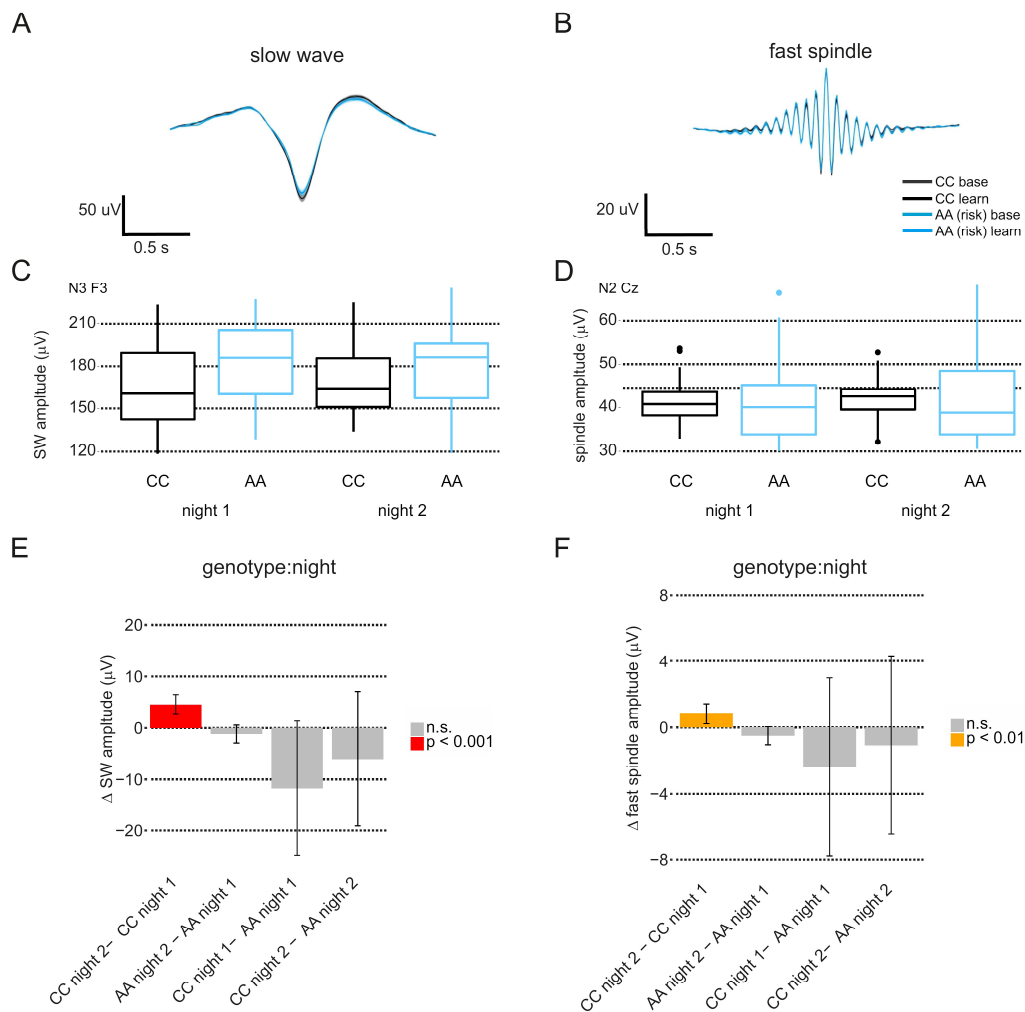 A
slow wave
50 uV
0.5 s
B
fast spindle
20 uV
0.5 s
CC base
CC learn
AA (risk) base
AA (risk) learn
C
N3 F3
SW ampltude (µV)
210
180
150
120
CC AA CC AA
night 1 night 2
D
N2 Cz
spindle ampltude (µV)
60
50
40
30
CC AA CC AA
night 1 night 2
E
genotype:night
Δ SW ampltude (µV)
20
10
0
−10
−20
n.s.
p < 0.001
CC night 2– CC night 1
AA night 2 – AA night 1
CC night 1– AA night 1
CC night 2 – AA night 2
F
genotype:night
Δ fast spindle ampltude (µV)
8
4
0
−4
−8
n.s.
p < 0.01
CC night 2 – CC night 1
AA night 2 – AA night 1
CC night 1– AA night 1
CC night 2– AA night 2